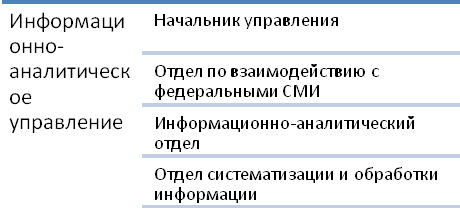 Информаци
онно-
аналитическ
ое
управление
Начальник управления
Отдел по взаимодействию с
федеральными СМИ
Информационно-аналитический
отдел
Отдел систематизации и обработки
информации